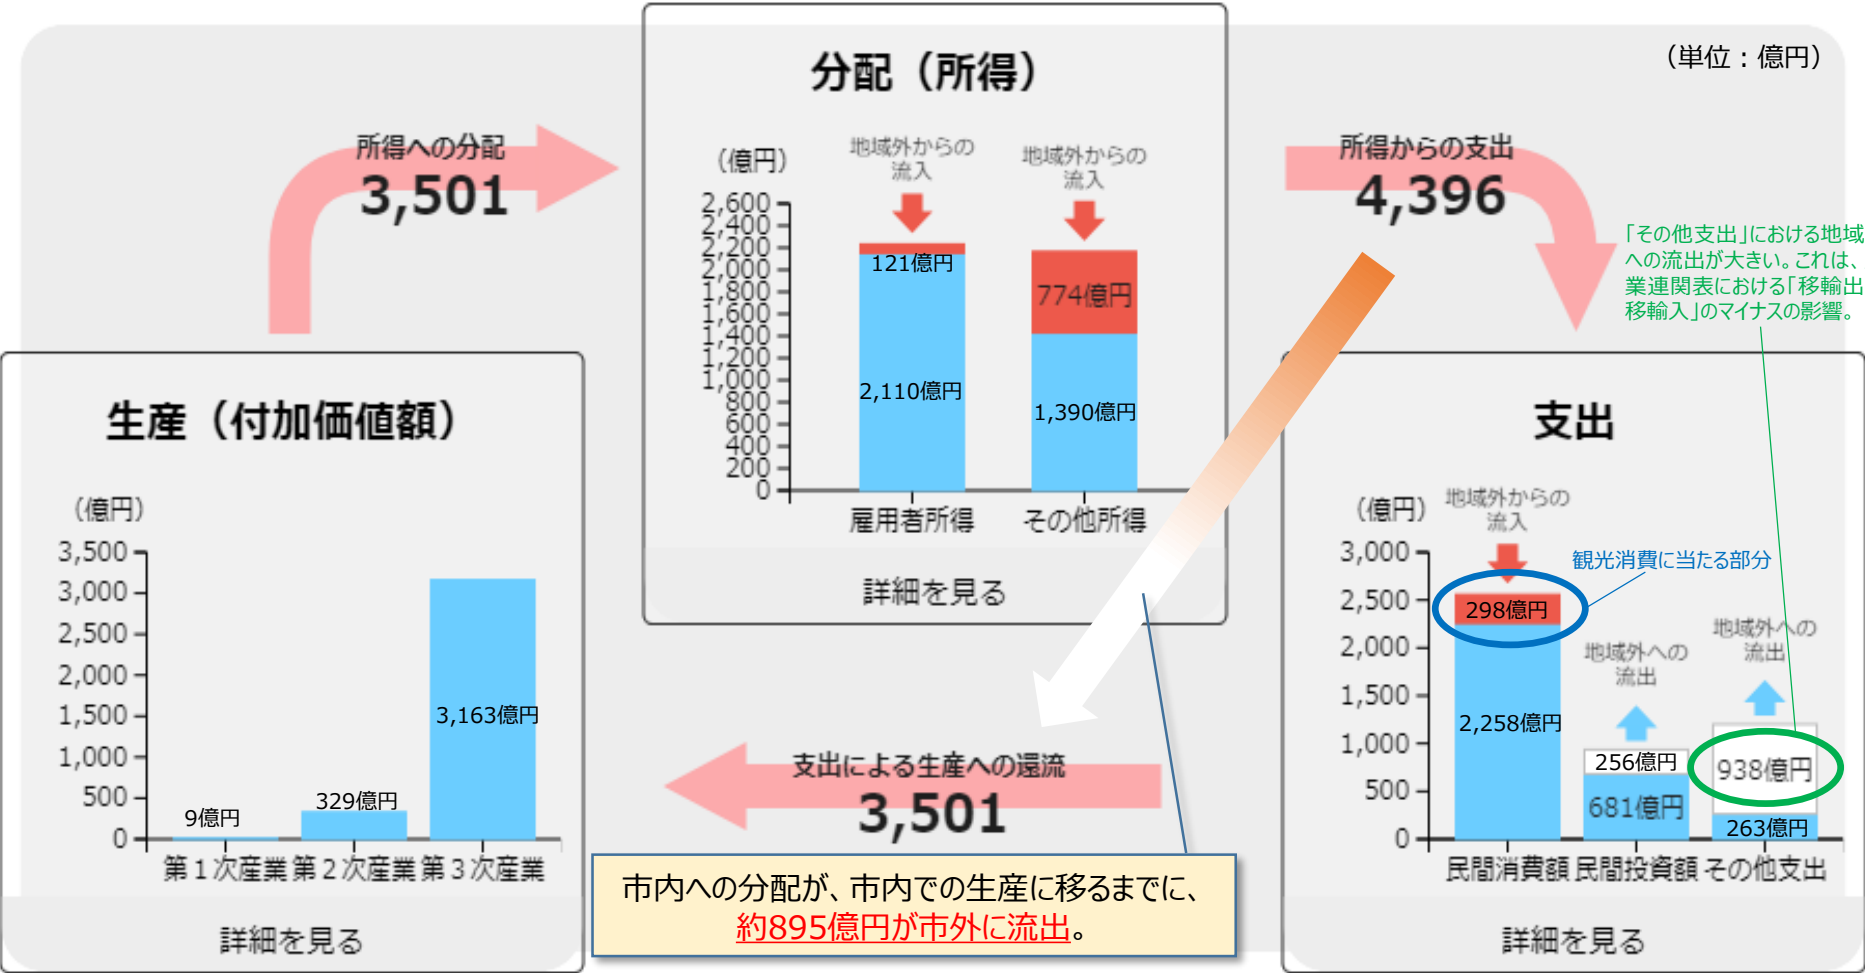 （単位：億円）
分配（所得）
（億円）
地域外からの
流入
地域外からの
流入
2,600
2,400
2,200
2,000
1,800
1,600
1,400
1,200
1,000
800
600
400
200
0
121億円
2,110億円
774億円
1,390億円
雇用者所得
その他所得
詳細を見る
所得への分配
3,501
所得からの支出
4,396
「その他支出」における地域
への流出が大きい。これは、
業連関表における「移輸出
移輸入」のマイナスの影響。
生産（付加価値額）
（億円）
3,500
3,000
2,500
2,000
1,500
1,000
500
0
9億円
329億円
3,163億円
第１次産業
第２次産業
第３次産業
詳細を見る
支出
（億円）
地域外からの
流入
観光消費に当たる部分
3,000
2,500
2,000
1,500
1,000
500
0
298億円
2,258億円
地域外への
流出
256億円
681億円
地域外への
流出
938億円
263億円
民間消費額
民間投資額
その他支出
詳細を見る
支出による生産への還流
3,501
市内への分配が、市内での生産に移るまでに、
約895億円が市外に流出。